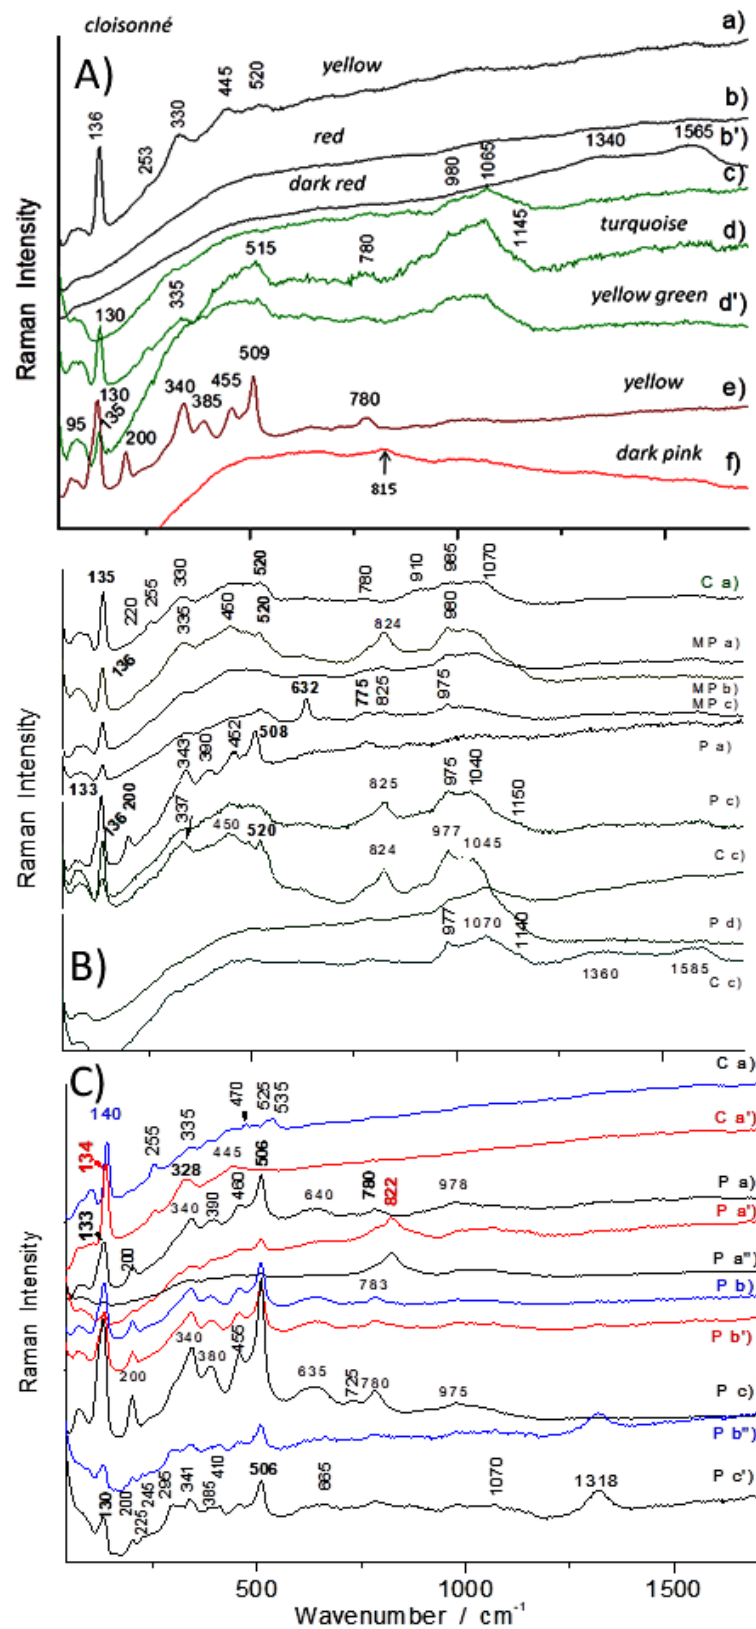 cloisonné
a)
A)
yellow
445
520
330
136
253
b)
red
b')
1340
1565
dark red
980
1065
c)
turquoise
1145
d)
515
780
335
yellow green
130
d')
509
340
455
yellow
130
385
780
e)
95
735
200
dark pink
815
f)
Raman Intensity
135
220
255
330
520
780
910
985
1070
C a)
335
450
520
824
980
MP a)
136
632
775
825
975
MP b)
MP c)
343
390
452
508
P a)
133
200
136
337
825
975
1040
1150
P c)
450
520
824
977
1045
C c)
P d)
977
1070
1140
B)
1360
1585
C c)
Raman Intensity
C)
C a)
140
255
335
470
525
535
C a')
134
328
445
506
P a)
133
340
390
460
640
780
822
978
P a')
200
P a'')
783
P b)
P b')
200
340
380
455
635
725
780
975
P c)
P b'')
130
200
225
245
295
341
385
410
506
665
1070
1318
P c')
Raman Intensity
500
1000
1500
Wavenumber / cm⁻¹